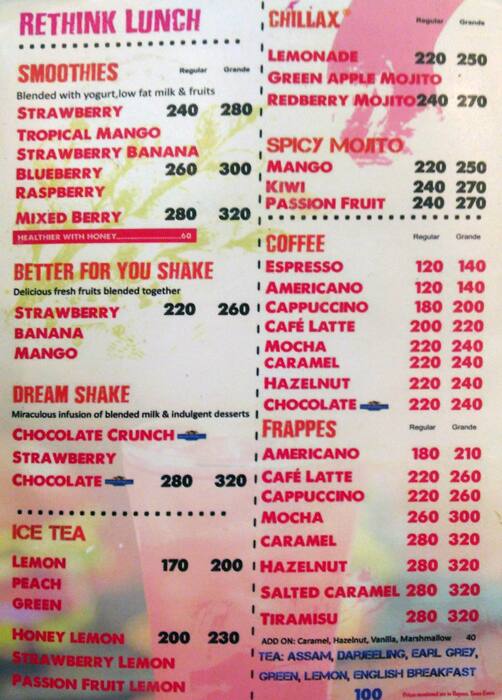 RETHINK LUNCH
SMOOTHIES Regular Grande
Blended with yogurt,low fat milk & fruits
STRAWBERRY 240 280
TROPICAL MANGO
STRAWBERRY BANANA
BLUEBERRY 260 300
RASPBERRY
MIXED BERRY 280 320
HEALTHIER WITH HONEY 60
BETTER FOR YOU SHAKE
Delicious fresh fruits blended together
STRAWBERRY 220 260
BANANA
MANGO
DREAM SHAKE
Miraculous infusion of blended milk & indulgent desserts
CHOCOLATE CRUNCH
STRAWBERRY
CHOCOLATE 280 320
ICE TEA
LEMON 170 200
PEACH
GREEN
HONEY LEMON 200 230
STRAWBERRY LEMON
PASSION FRUIT LEMON
CHILLAX Regular Grande
LEMONADE 220 250
GREEN APPLE MOJITO
REDBERRY MOJITO 240 270
SPICY MOJITO
MANGO 220 250
KIWI 240 270
PASSION FRUIT 240 270
COFFEE Regular Grande
ESPRESSO 120 140
AMERICANO 120 140
CAPPUCCINO 180 200
CAFÉ LATTE 200 220
MOCHA 220 240
CARAMEL 220 240
HAZELNUT 220 240
CHOCOLATE 220 240
FRAPPES Regular Grande
AMERICANO 180 210
CAFÉ LATTE 220 260
CAPPUCCINO 220 260
MOCHA 260 300
CARAMEL 280 320
HAZELNUT 280 320
SALTED CARAMEL 280 320
TIRAMISU 280 320
ADD ON: Caramel, Hazelnut, Vanilla, Marshmallow 40
TEA: ASSAM, DARJEELING, EARL GREY,
GREEN, LEMON, ENGLISH BREAKFAST
100